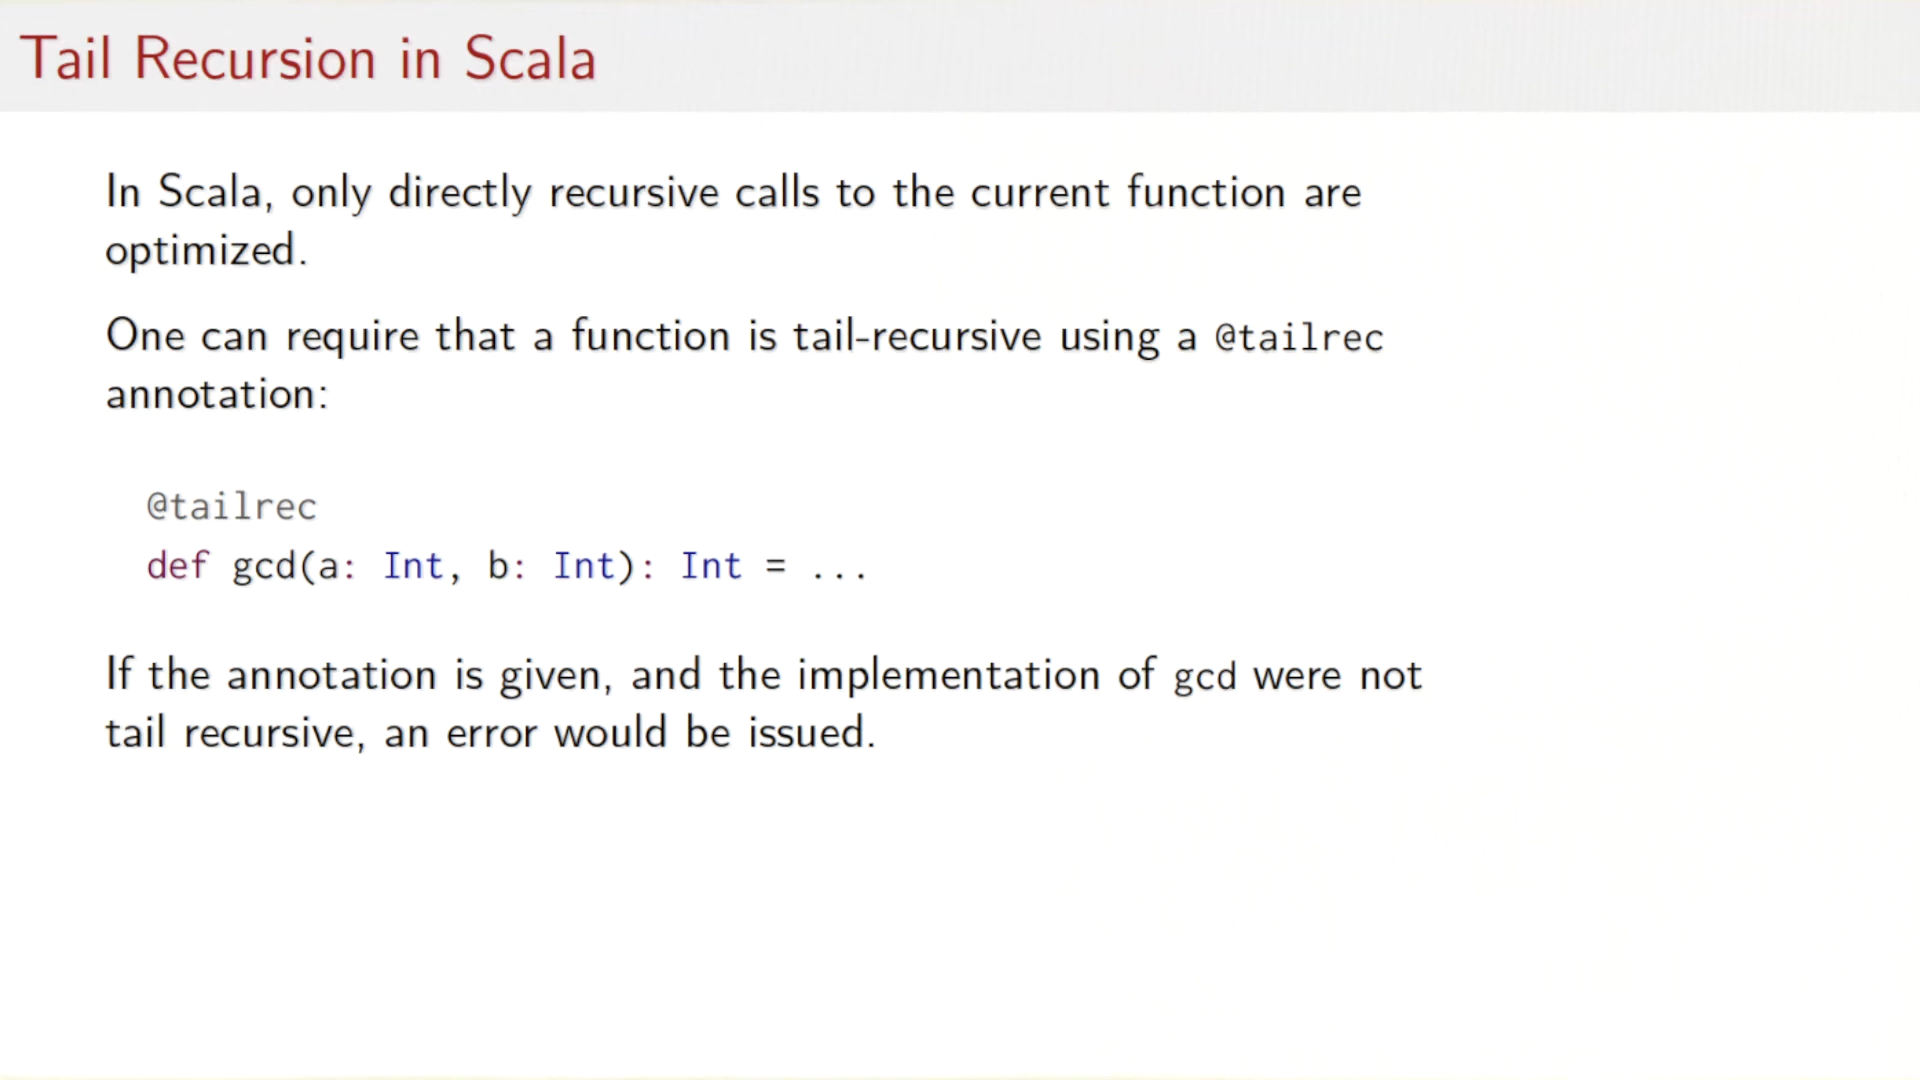 Tail Recursion in Scala
In Scala, only directly recursive calls to the current function are
optimized.
One can require that a function is tail-recursive using a @tailrec
annotation:
@tailrec
def gcd(a: Int, b: Int): Int = ...
If the annotation is given, and the implementation of gcd were not
tail recursive, an error would be issued.